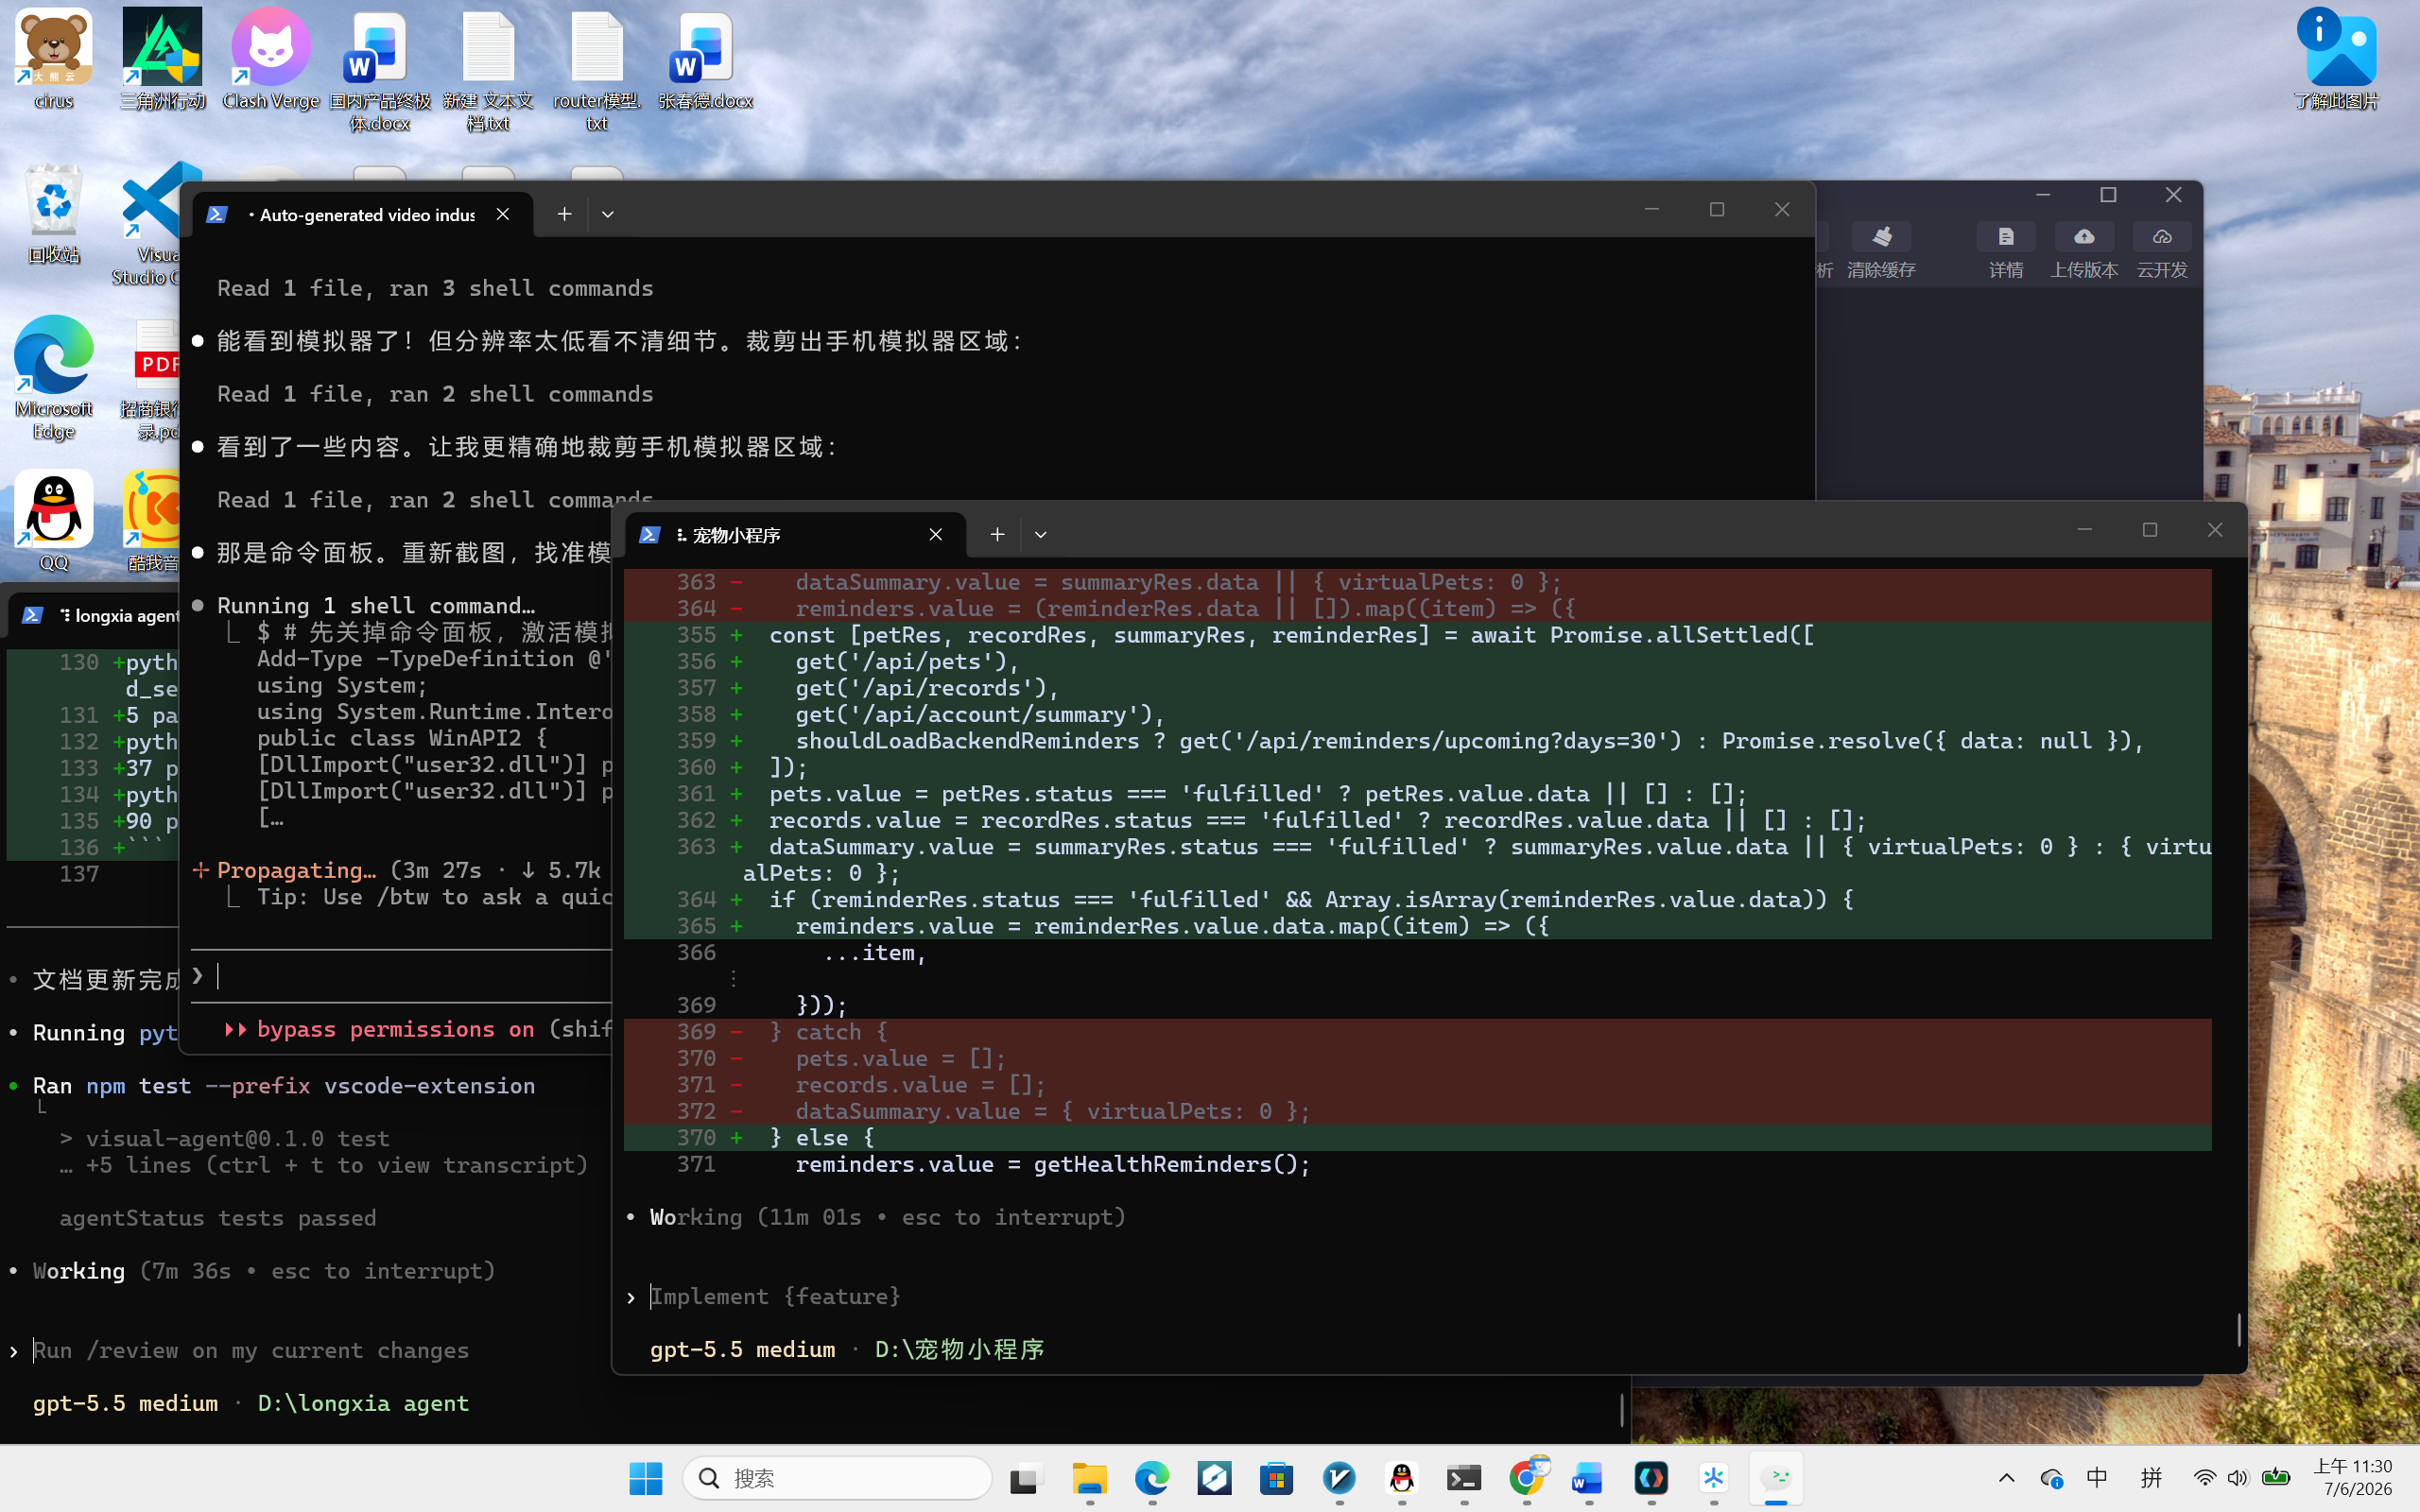 cirus
三角洲行动
Clash Verge
国内产品终极
体.docx
新建 文本文
档.txt
router模型.
txt
张春德.docx
了解此图片
回收站
Visua
Studio C
Microsoft
Edge
PDF
招商银行
录.pd
QQ
酷我音
大 熊 云
· Auto-generated video indus
析
清除缓存
详情
上传版本
云开发
Read 1 file, ran 3 shell commands
● 能看到模拟器了！但分辨率太低看不清细节。裁剪出手机模拟器区域：
Read 1 file, ran 2 shell commands
● 看到了一些内容。让我更精确地裁剪手机模拟器区域：
Read 1 file, ran 2 shell commands
● 那是命令面板。重新截图，找准模
● Running 1 shell command…
$ # 先关掉命令面板，激活模拟
Add-Type -TypeDefinition @'
using System;
using System.Runtime.Intero
public class WinAPI2 {
[DllImport("user32.dll")] p
[DllImport("user32.dll")] p
[…
Propagating… (3m 27s · ↓ 5.7k
Tip: Use /btw to ask a quic
❯
⏵⏵ bypass permissions on (shif
longxia agent
130 +pyth
d_se
131 +5 pa
132 +pyth
133 +37 p
134 +pyth
135 +90 p
136 +```
137
• 文档更新完成
• Running pyt
• Ran npm test --prefix vscode-extension
└
> visual-agent@0.1.0 test
… +5 lines (ctrl + t to view transcript)
agentStatus tests passed
• Working (7m 36s • esc to interrupt)
› Run /review on my current changes
gpt-5.5 medium · D:\longxia agent
宠物小程序
363 -     dataSummary.value = summaryRes.data || { virtualPets: 0 };
364 -     reminders.value = (reminderRes.data || []).map((item) => ({
355 +   const [petRes, recordRes, summaryRes, reminderRes] = await Promise.allSettled([
356 +     get('/api/pets'),
357 +     get('/api/records'),
358 +     get('/api/account/summary'),
359 +     shouldLoadBackendReminders ? get('/api/reminders/upcoming?days=30') : Promise.resolve({ data: null }),
360 +   ]);
361 +   pets.value = petRes.status === 'fulfilled' ? petRes.value.data || [] : [];
362 +   records.value = recordRes.status === 'fulfilled' ? recordRes.value.data || [] : [];
363 +   dataSummary.value = summaryRes.status === 'fulfilled' ? summaryRes.value.data || { virtualPets: 0 } : { virtu
alPets: 0 };
364 +   if (reminderRes.status === 'fulfilled' && Array.isArray(reminderRes.value.data)) {
365 +     reminders.value = reminderRes.value.data.map((item) => ({
366         ...item,
⋮
369       }));
369 -   } catch {
370 -     pets.value = [];
371 -     records.value = [];
372 -     dataSummary.value = { virtualPets: 0 };
370 +   } else {
371       reminders.value = getHealthReminders();
• Working (11m 01s • esc to interrupt)
› Implement {feature}
gpt-5.5 medium · D:\宠物小程序
搜索
中
拼
上午 11:30
7/6/2026